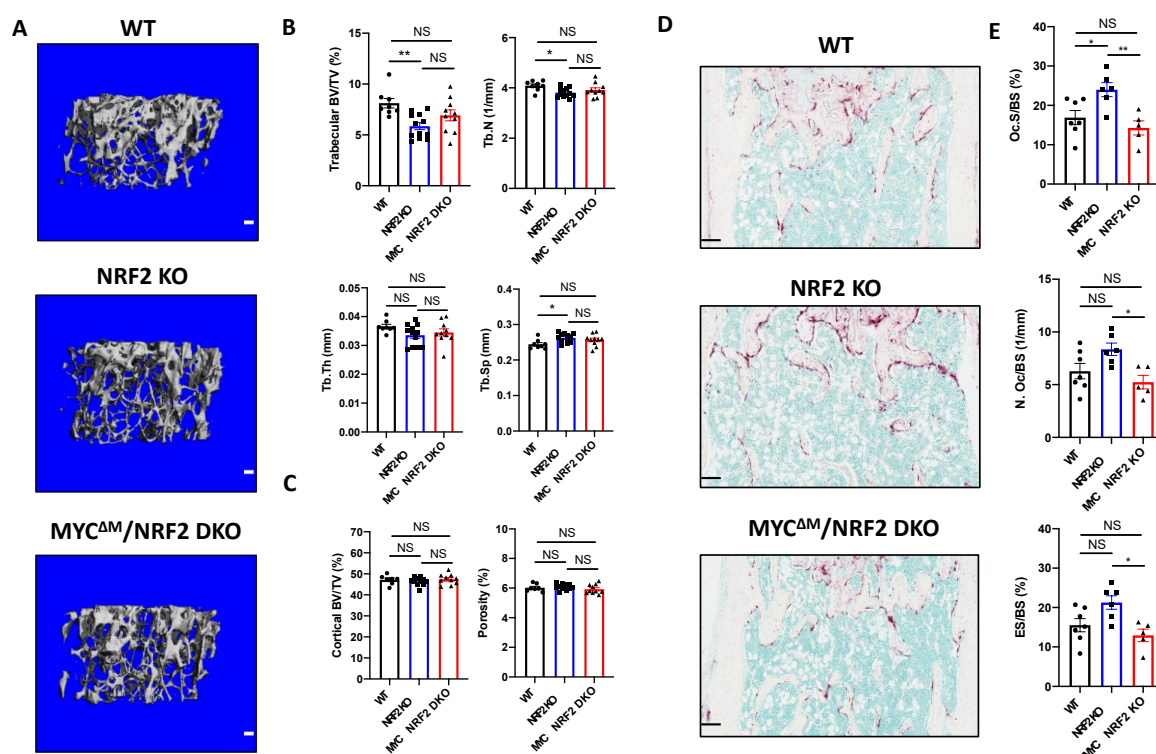 A
WT
NRF2 KO
MYCΔM/NRF2 DKO
B
Trabecular BV/TV (%)
15
10
5
0
NS
**
NS
WT
NRF2 KO
MYC NRF2 DKO
Tb.N (1/mm)
6
4
2
0
NS
*
NS
WT
NRF2 KO
MYC NRF2 DKO
Tb.Th (mm)
0.05
0.04
0.03
0.02
0.01
0.00
NS
NS
NS
WT
NRF2 KO
MYC NRF2 DKO
Tb.Sp (mm)
0.4
0.3
0.2
0.1
0.0
NS
*
NS
WT
NRF2 KO
MYC NRF2 DKO
C
Cortical BV/TV (%)
70
60
50
40
30
20
10
0
NS
NS
NS
WT
NRF2 KO
MYC NRF2 DKO
Porosity (%)
10
8
6
4
2
0
NS
NS
NS
WT
NRF2 KO
MYC NRF2 DKO
D
WT
NRF2 KO
MYCΔM/NRF2 DKO
E
Oc.S/BS (%)
40
30
20
10
0
NS
*
**
WT
NRF2 KO
MYC NRF2 KO
N. Oc/BS (1/mm)
15
10
5
0
NS
NS
*
WT
NRF2 KO
MYC NRF2 KO
ES/BS (%)
40
30
20
10
0
NS
NS
*
WT
NRF2 KO
MYC NRF2 KO